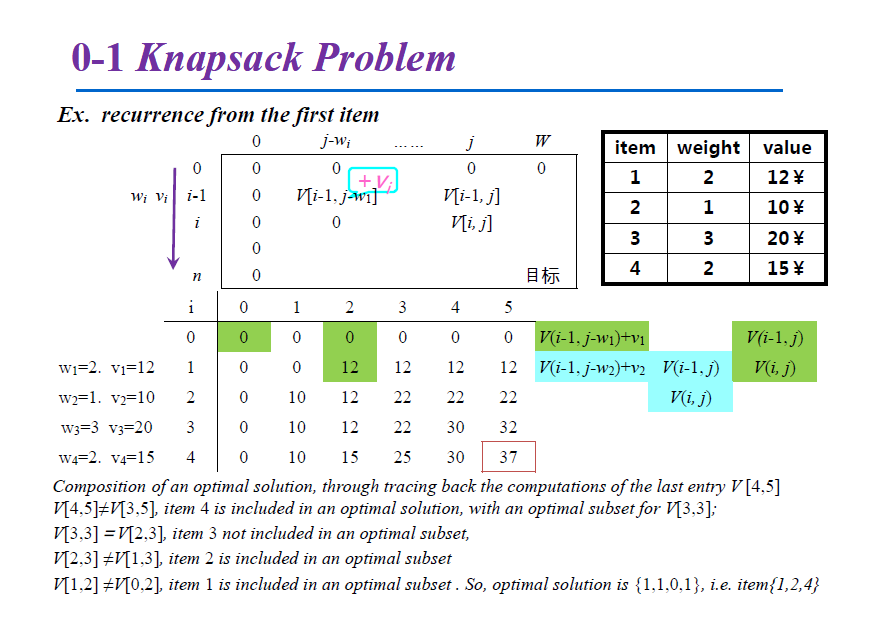 0-1 Knapsack Problem
Ex. recurrence from the first item
0 j-wi ...... j W
0 0 0 0 0
+vi
wi vi i-1 0 V[i-1, j-w1] V[i-1, j]
i 0 0 V[i, j]
0
n 0 目标
item weight value
1 2 12¥
2 1 10¥
3 3 20¥
4 2 15¥
i 0 1 2 3 4 5
0 0 0 0 0 0 0 V(i-1, j-w1)+v1 V(i-1, j)
w1=2. v1=12 1 0 0 12 12 12 12 V(i-1, j-w2)+v2 V(i-1, j) V(i, j)
w2=1. v2=10 2 0 10 12 22 22 22 V(i, j)
w3=3 v3=20 3 0 10 12 22 30 32
w4=2. v4=15 4 0 10 15 25 30 37
Composition of an optimal solution, through tracing back the computations of the last entry V [4,5]
V[4,5]≠V[3,5], item 4 is included in an optimal solution, with an optimal subset for V[3,3];
V[3,3] = V[2,3], item 3 not included in an optimal subset,
V[2,3] ≠V[1,3], item 2 is included in an optimal subset
V[1,2] ≠V[0,2], item 1 is included in an optimal subset . So, optimal solution is {1,1,0,1}, i.e. item{1,2,4}